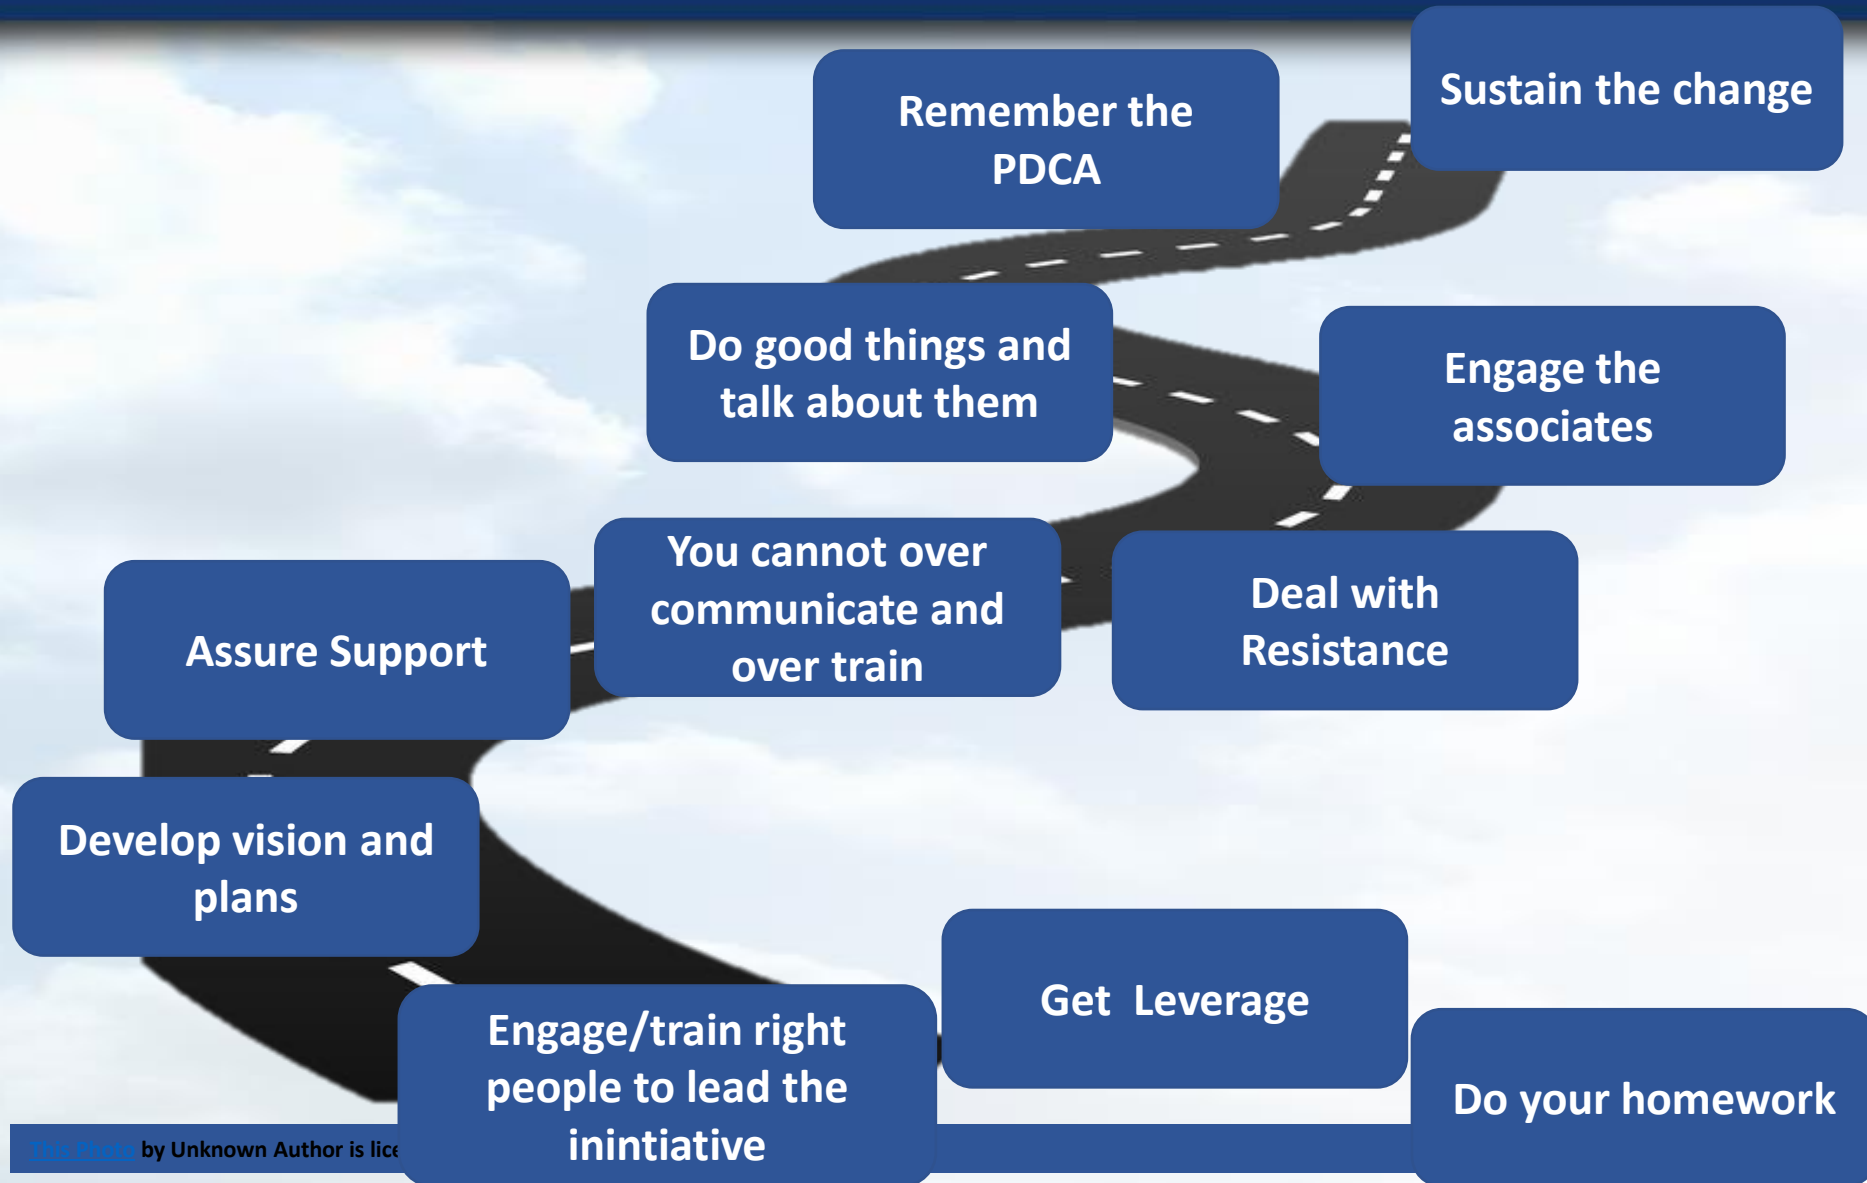 Sustain the change
Remember the
PDCA
Do good things and
talk about them
Engage the
associates
You cannot over
communicate and
over train
Deal with
Resistance
Assure Support
Develop vision and
plans
Get  Leverage
Engage/train right
people to lead the
inintiative
Do your homework
This Photo by Unknown Author is lice